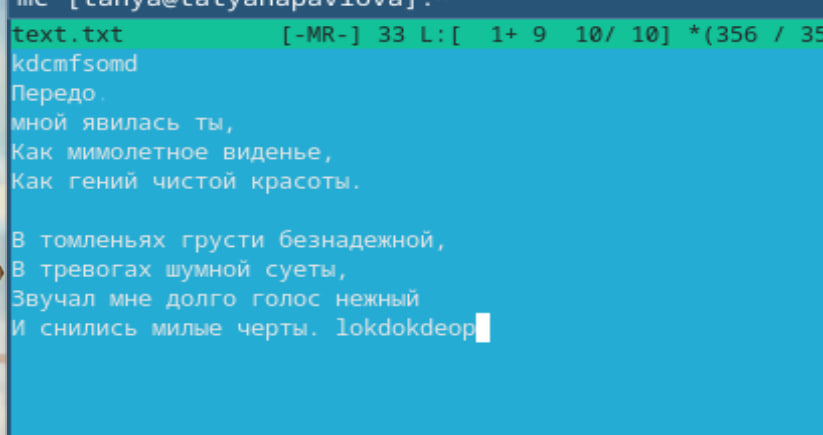 mc [tanya@tatyanapavlova]:~
text.txt [-MR-] 33 L:[ 1+ 9 10/ 10] *(356 / 35
kdcmfsomd
Передо.
мной явилась ты,
Как мимолетное виденье,
Как гений чистой красоты.

В томленьях грусти безнадежной,
В тревогах шумной суеты,
Звучал мне долго голос нежный
И снились милые черты. lokdokdeop